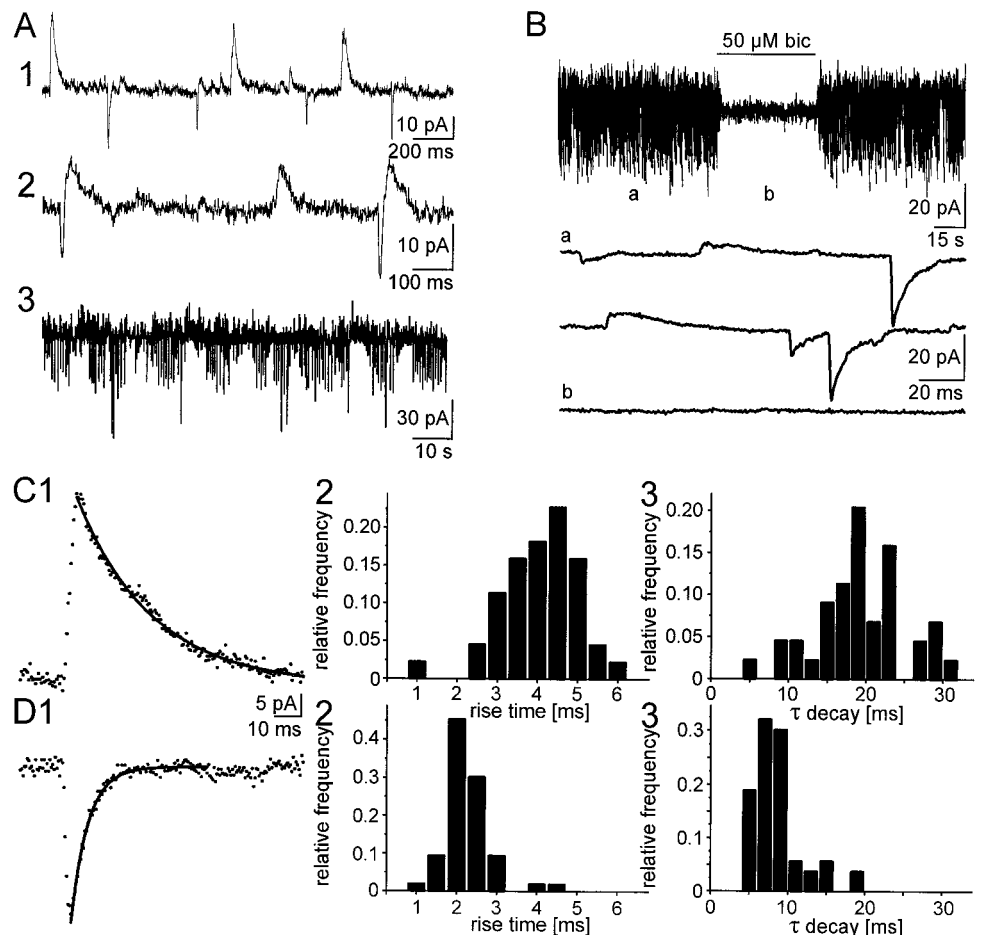 A
1
10 pA
200 ms
2
10 pA
100 ms
3
30 pA
10 s
B
50 µM bic
a
b
20 pA
15 s
a
20 pA
20 ms
b
C1
5 pA
10 ms
2
relative frequency
0.20
0.15
0.10
0.05
0
1 2 3 4 5 6
rise time [ms]
3
relative frequency
0.20
0.15
0.10
0.05
0
0 10 20 30
τ decay [ms]
D1
2
relative frequency
0.4
0.3
0.2
0.1
0
1 2 3 4 5 6
rise time [ms]
3
relative frequency
0.3
0.2
0.1
0
0 10 20 30
τ decay [ms]